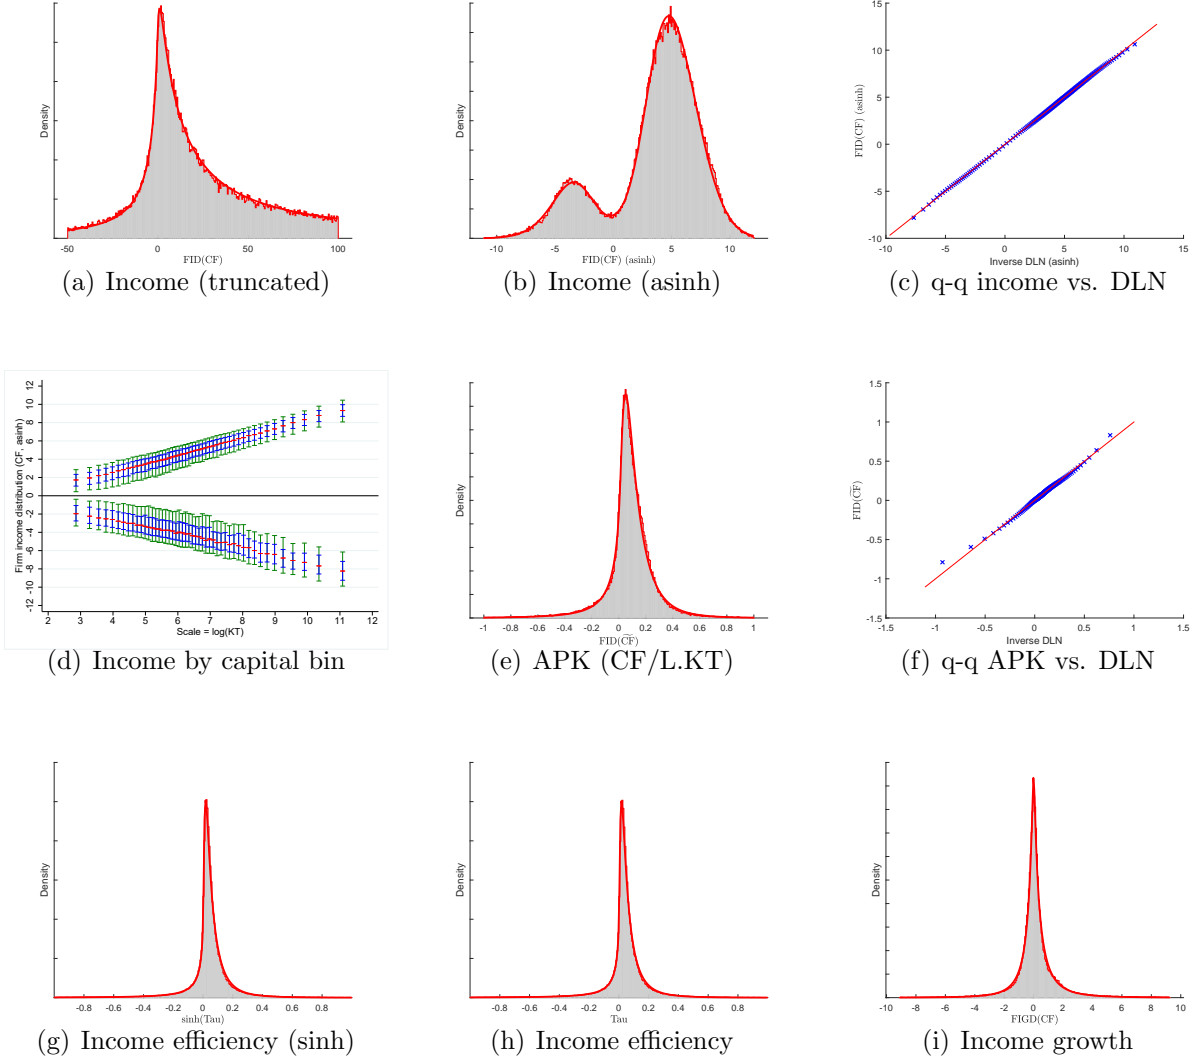 Density
-50 0 50 100
FID(CF)
(a) Income (truncated)
Density
-10 -5 0 5 10
FID(CF) (asinh)
(b) Income (asinh)
FID(CF) (asinh)
15
10
5
0
-5
-10
-10 -5 0 5 10 15
Inverse DLN (asinh)
(c) q-q income vs. DLN
Firm income distribution (CF, asinh)
12
10
8
6
4
2
0
-2
-4
-6
-8
-10
-12
2 3 4 5 6 7 8 9 10 11 12
Scale = log(KT)
(d) Income by capital bin
Density
-1 -0.8 -0.6 -0.4 -0.2 0 0.2 0.4 0.6 0.8 1
FID(C͠F)
(e) APK (CF/L.KT)
FID(C͠F)
1.5
1
0.5
0
-0.5
-1
-1.5
-1.5 -1 -0.5 0 0.5 1 1.5
Inverse DLN
(f) q-q APK vs. DLN
Density
-0.8 -0.6 -0.4 -0.2 0 0.2 0.4 0.6 0.8
sinh(Tau)
(g) Income efficiency (sinh)
Density
-0.8 -0.6 -0.4 -0.2 0 0.2 0.4 0.6 0.8
Tau
(h) Income efficiency
Density
-10 -8 -6 -4 -2 0 2 4 6 8 10
FIGD(CF)
(i) Income growth